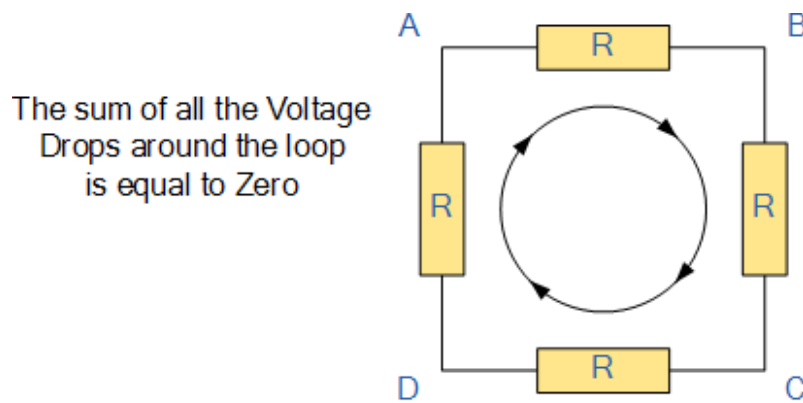 A
B
R
The sum of all the Voltage
Drops around the loop
is equal to Zero
R
R
R
D
C